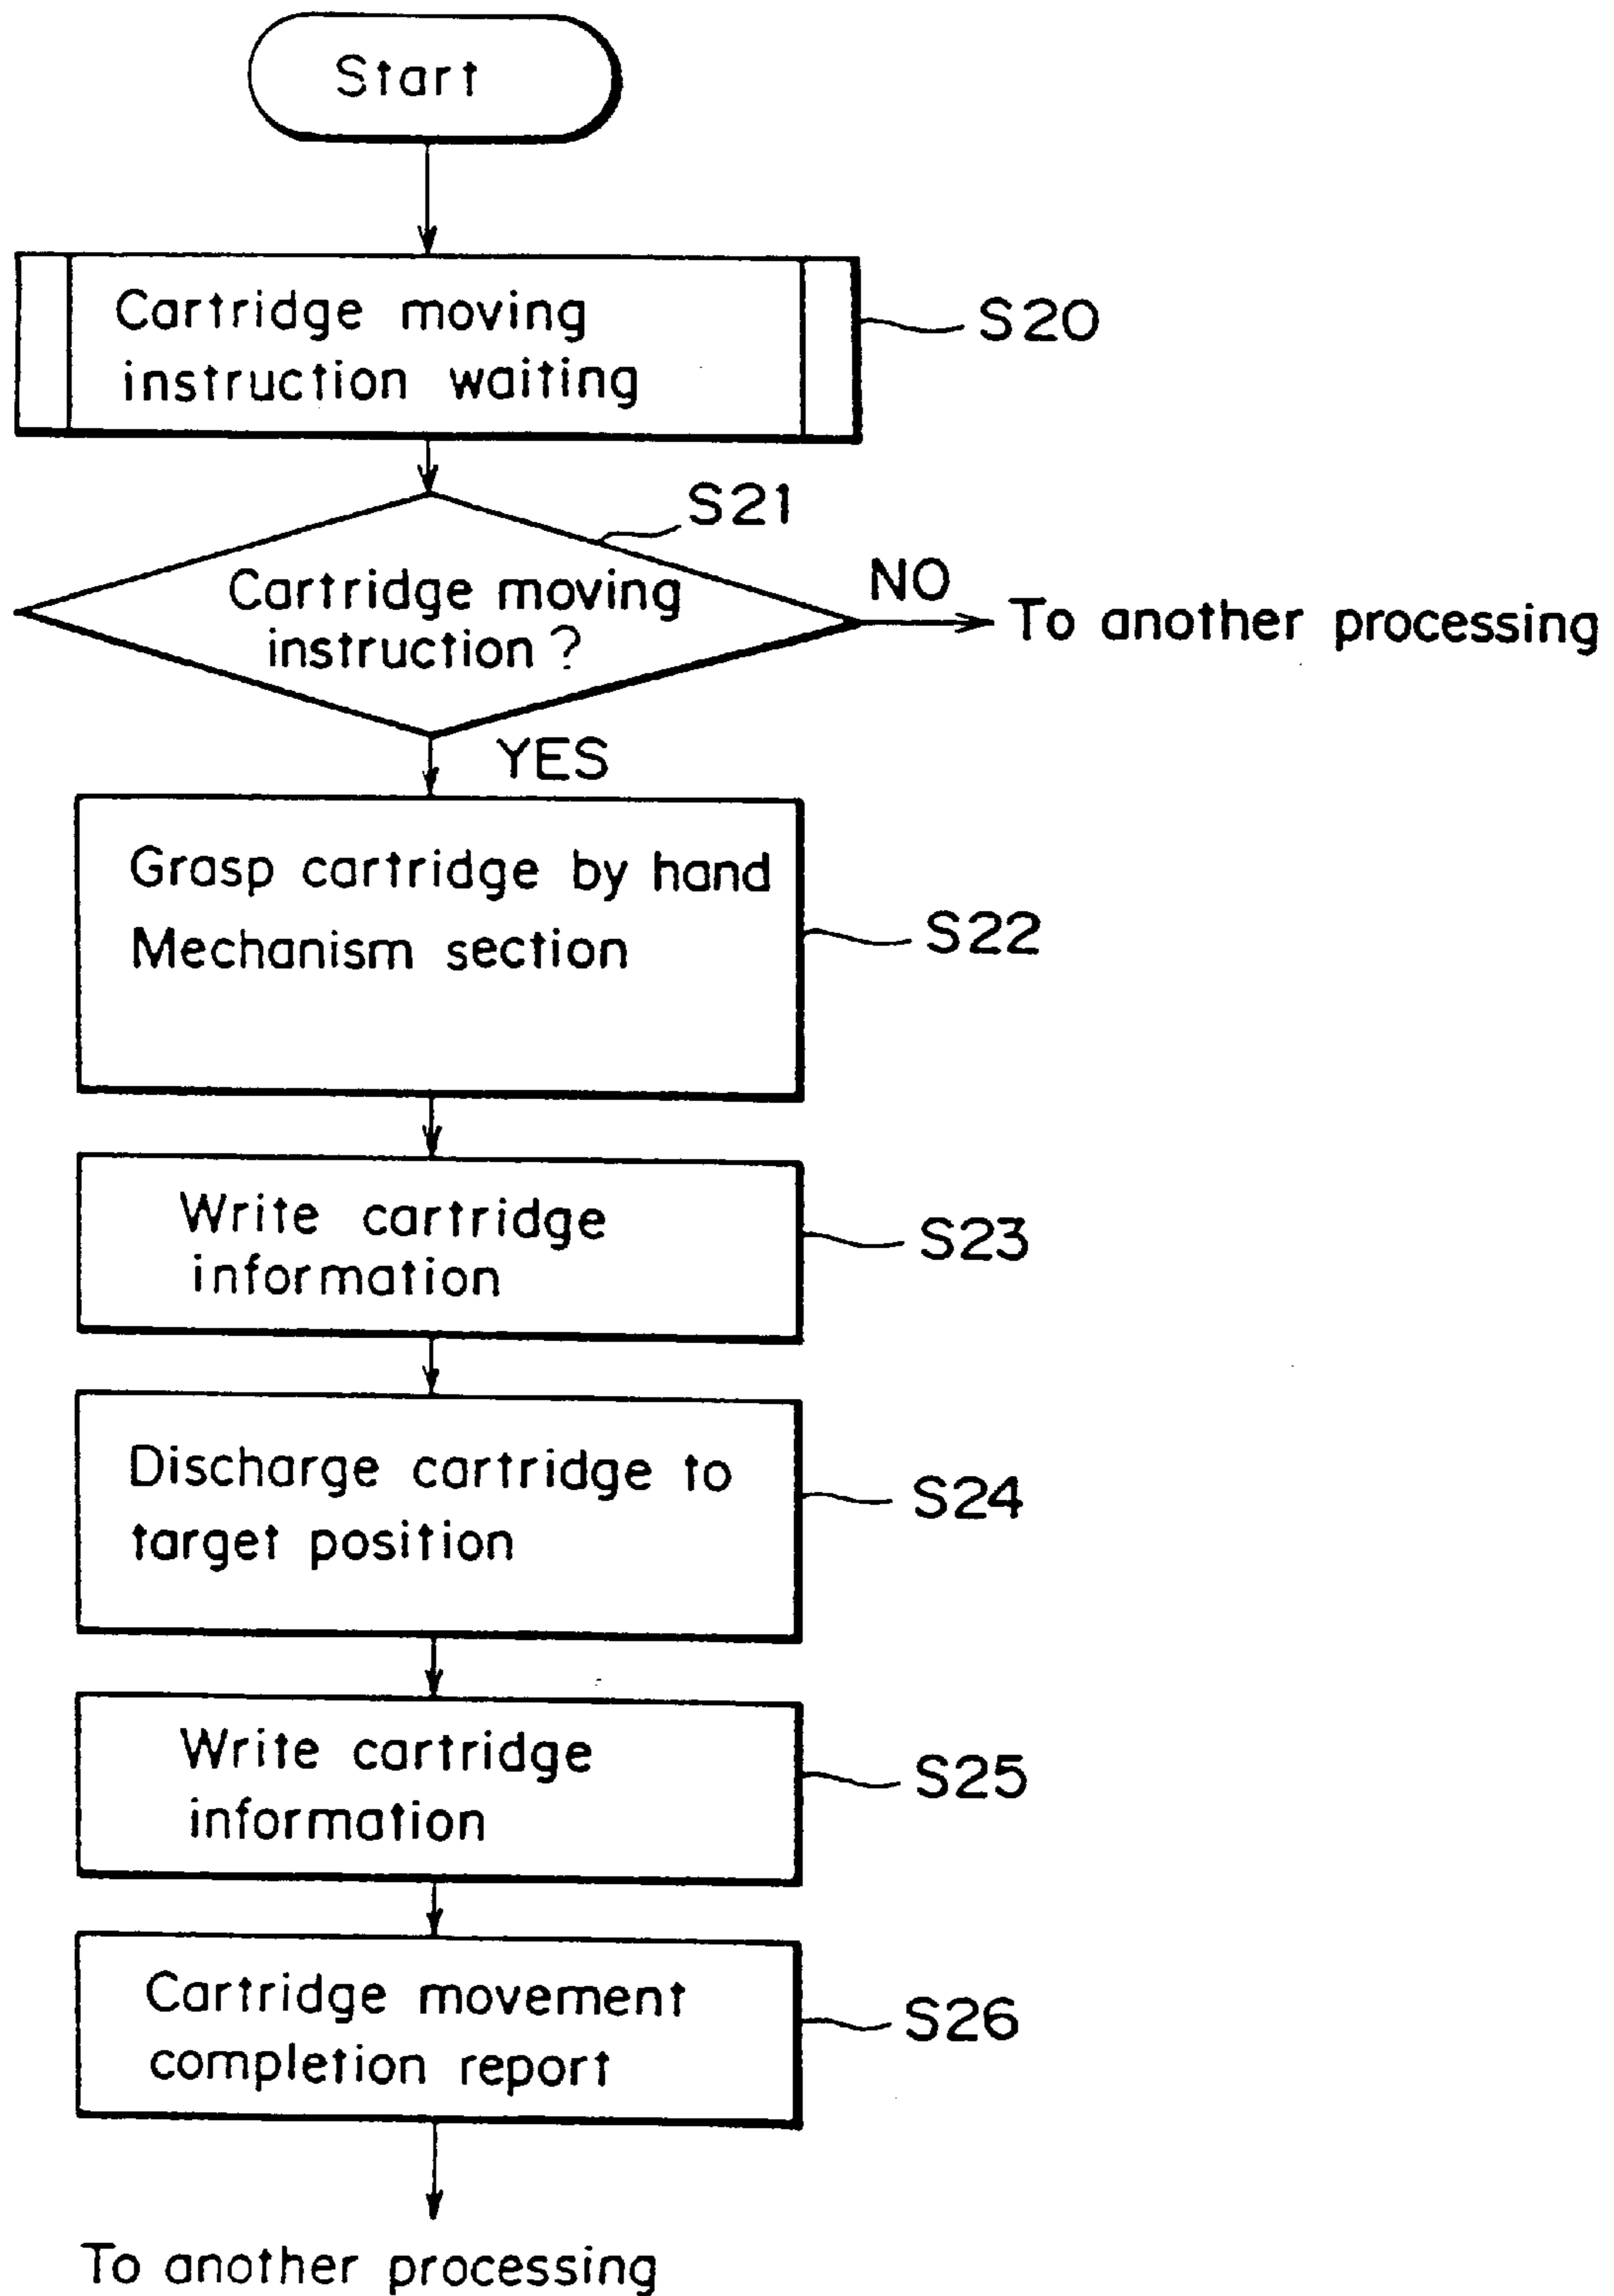 Start
Cartridge moving
instruction waiting
S20
S21
Cartridge moving
instruction ?
NO
To another processing
YES
Grasp cartridge by hand
Mechanism section
S22
Write cartridge
information
S23
Discharge cartridge to
target position
S24
Write cartridge
information
S25
Cartridge movement
completion report
S26
To another processing